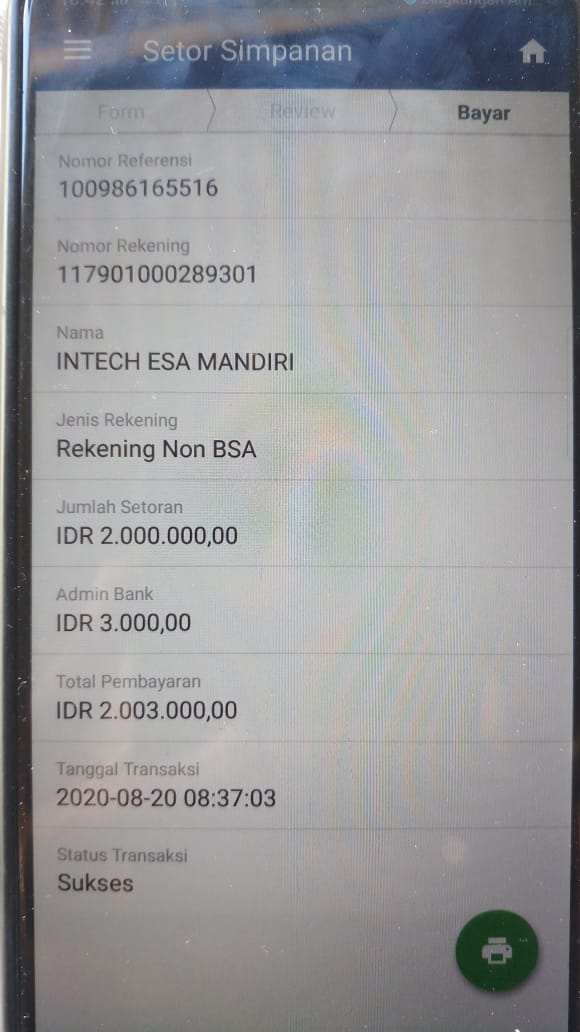 Setor Simpanan
Form
Review
Bayar
Nomor Referensi
100986165516
Nomor Rekening
117901000289301
Nama
INTECH ESA MANDIRI
Jenis Rekening
Rekening Non BSA
Jumlah Setoran
IDR 2.000.000,00
Admin Bank
IDR 3.000,00
Total Pembayaran
IDR 2.003.000,00
Tanggal Transaksi
2020-08-20 08:37:03
Status Transaksi
Sukses